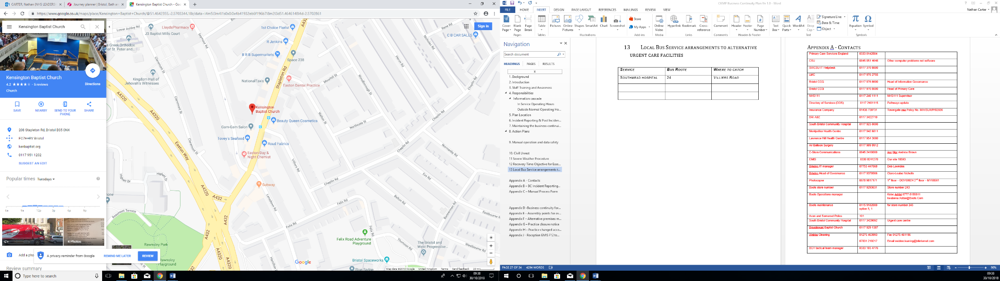 CARTER, Nathan (NHS LEADERS
Journey planner | Bristol, Bath an
Kensington Baptist Church - Goo
https://www.google.co.uk/maps/place/Kensington+Baptist+Church/@51.4642355,-2.5703344,18z/data=!4m5!3m4!1s0x0:0x4b41932eb6f196b7!8m2!3d51.4646148!4d-2.5702861
Kensington Baptist Church
Kensington Baptist Church
4.2 - 5 reviews
Church
Directions
SAVE
NEARBY
SEND TO YOUR PHONE
SHARE
208 Stapleton Rd, Bristol BS5 0NX
FC7H+RV Bristol
kenbaptist.org
0117 951 1202
SUGGEST AN EDIT
Popular times Tuesdays
6a 9a 12p 3p 6p 9p
4 Photos
Add a pho
A privacy reminder from Google
REMIND ME LATER
REVIEW
Review summary
Sign in
Lower Ashley Rd
J3 Baptist Mills Court
LloydsPharmacy
e Greek Orthodox
of St. Peter and...
Seymour Rd
Claremont St
Kingdom Hall of
Jehovah's Witnesses
1st Choice Florist
R Jenkins
B R B Supermarkets
Space 238
Stapleton Rd
NationalTaxis
Easton Dental Practice
Moorhill St
Woodborough St
Heron Rd
Nicholas Rd
Rene Rd
C B CAR SALES
Chaplin Rd
Kensington
Baptist Church
Beauty Queen Cosmetics
Gam-Gam Salon
Tovey's Seafood
Roud Fabrics
Easton Day &
Night Chemist
Walton St
Northcote St
Villiers Rd
Normanby Rd
Eve Rd
Belton Rd
Felix Rd
Lansdown Rd
Subway
Easton Way
A4320
A432
Highett Dr
Beaumont Terrace
Rawnsley Park
Rawnsley
Playground
Felix Road Adventure
Playground
The Bristol and
West Progressive...
Bristol Spaceworks
Blue Badge
Thomson Rd
Bannerman Rd
Westbourne Rd
Hamilton Rd
Google
Map data ©2018 Google United Kingdom Terms Send feedback 20 m
Type here to search
09:38
30/10/2018
CKMP Business Continuity Plan Vn 1.0 - Word
FILE HOME INSERT DESIGN PAGE LAYOUT REFERENCES MAILINGS REVIEW VIEW
Nathan Carter
Cover Page
Blank Page
Page Break
Table
Pictures
Online Pictures
Shapes
SmartArt
Chart
Screenshot
Store
My Apps
Online Video
Hyperlink
Bookmark
Cross-reference
Comment
Header
Footer
Page Number
Text Box
Quick Parts
WordArt
Drop Cap
Signature Line
Date & Time
Object
Equation
Symbol
Pages Tables Illustrations Add-ins Media Links Comments Header & Footer Text Symbols
Navigation
Search document
HEADINGS PAGES RESULTS
1. Background
2. Introduction
3. Staff Training and Awareness
4. Responsibilities
Information cascade
In Service Operating Hours
Outside Normal Operating Ho...
5. Plan Location
6. Incident Reporting & Post Inciden...
7. Maintaining the business continui...
8. Action Plans
9. Manual operation and data safety
10. Civil Unrest
11 Severe Weather Procedure
12 Recovery Time Objective for Esse...
13 Local Bus Service arrangements t...
Appendix A - Contacts
Appendix B – BC Incident Reporting...
Appendix C – Manual Process Form
Appendix D -Business continuity for...
Appendix E – Assembly points for ev...
Appendix F – Alternative premises m...
Appendix G – Practice closure notice
Appendix H – Practice changed acce...
Appendix J - Reception EMIS F12 te...
13 LOCAL BUS SERVICE ARRANGEMENTS TO ALTERNATIVE
URGENT CARE FACILITIES
SERVICE BUS ROUTE WHERE TO CATCH
SOUTHMEAD HOSPITAL 24 VILLIERS ROAD
APPENDIX A - CONTACTS
Primary Care Services England 0333 0142884
CSU 0845 051 4646 Other computer problems not software
SWCSU IT Helpdesk 0117 370 6600
LMC 0117 970 2755
Bristol CCG 0117 976 6600 Head of Information Governance
Bristol CCG 0117 976 6600 Head of Primary Care
NHS111 0117 240 1111 NHS111 Supervisor
Directory of Services (DOS) 0117 2401115 Pathways update
Insurance Company 01438 739731 Towergate mia Policy No. MIA/SUR/P/02836
BRI A&E 0117 3422710
South Bristol Community Hospital 0117 923 0000
Montpelier Health Centre 0117 942 6811
Lawrence Hill Health Centre 0117 954 3060
Air Balloon Surgery 0117 909 9912
C-Stem Communications 0845 2410000 Acc Mgr Andrew Brown
EMIS 0330 0241270 Our site 16593
Brisdoc IT manager 07753 447068 Deb Lowndes
Brisdoc Head of Governance 0117 9370906 Clare-Louise Nicholls
Photocopier 0870 9017171 1st floor – DOY00924 2nd floor – MY08561
Boots store number 0117 9293631 Store number 243
Boots Operations manager Kobe Addai 0777 8155811
kwabena.Addai@Boots.Com
Boots maintenance 0115 9182000 for store number 243
option 5, 1
Avon and Somerset Police 101
South Bristol Community Hospital 0117 3429692 Urgent care centre
Broadmead Baptist Church 0117 929 1387
Webbs Cleaning 01275 463993 Fax 01275 461196
07831 219217 Email webbscleaning@btinternet.com
BCH tactical team manager 0333 103 4776
PAGE 27 OF 34 4294 WORDS
90%
09:38
30/10/2018